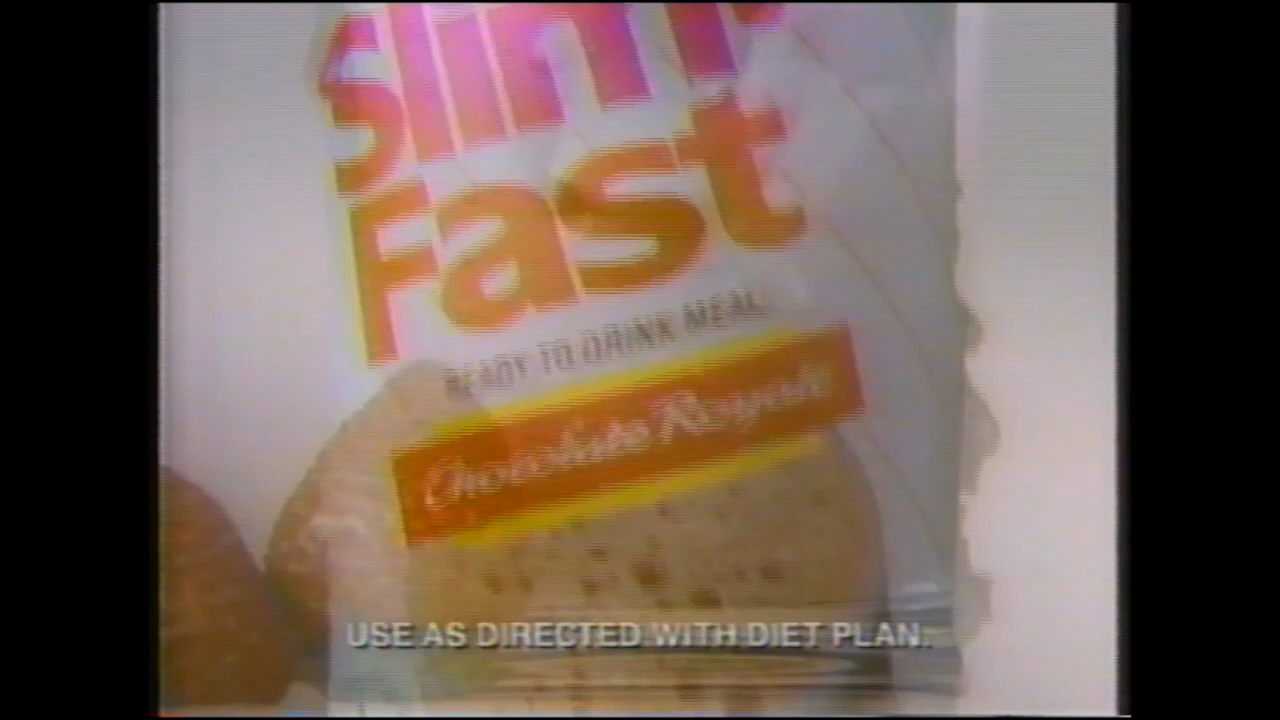 Slim
Fast
READY TO DRINK MEAL
Chocolate Royale
USE AS DIRECTED WITH DIET PLAN.